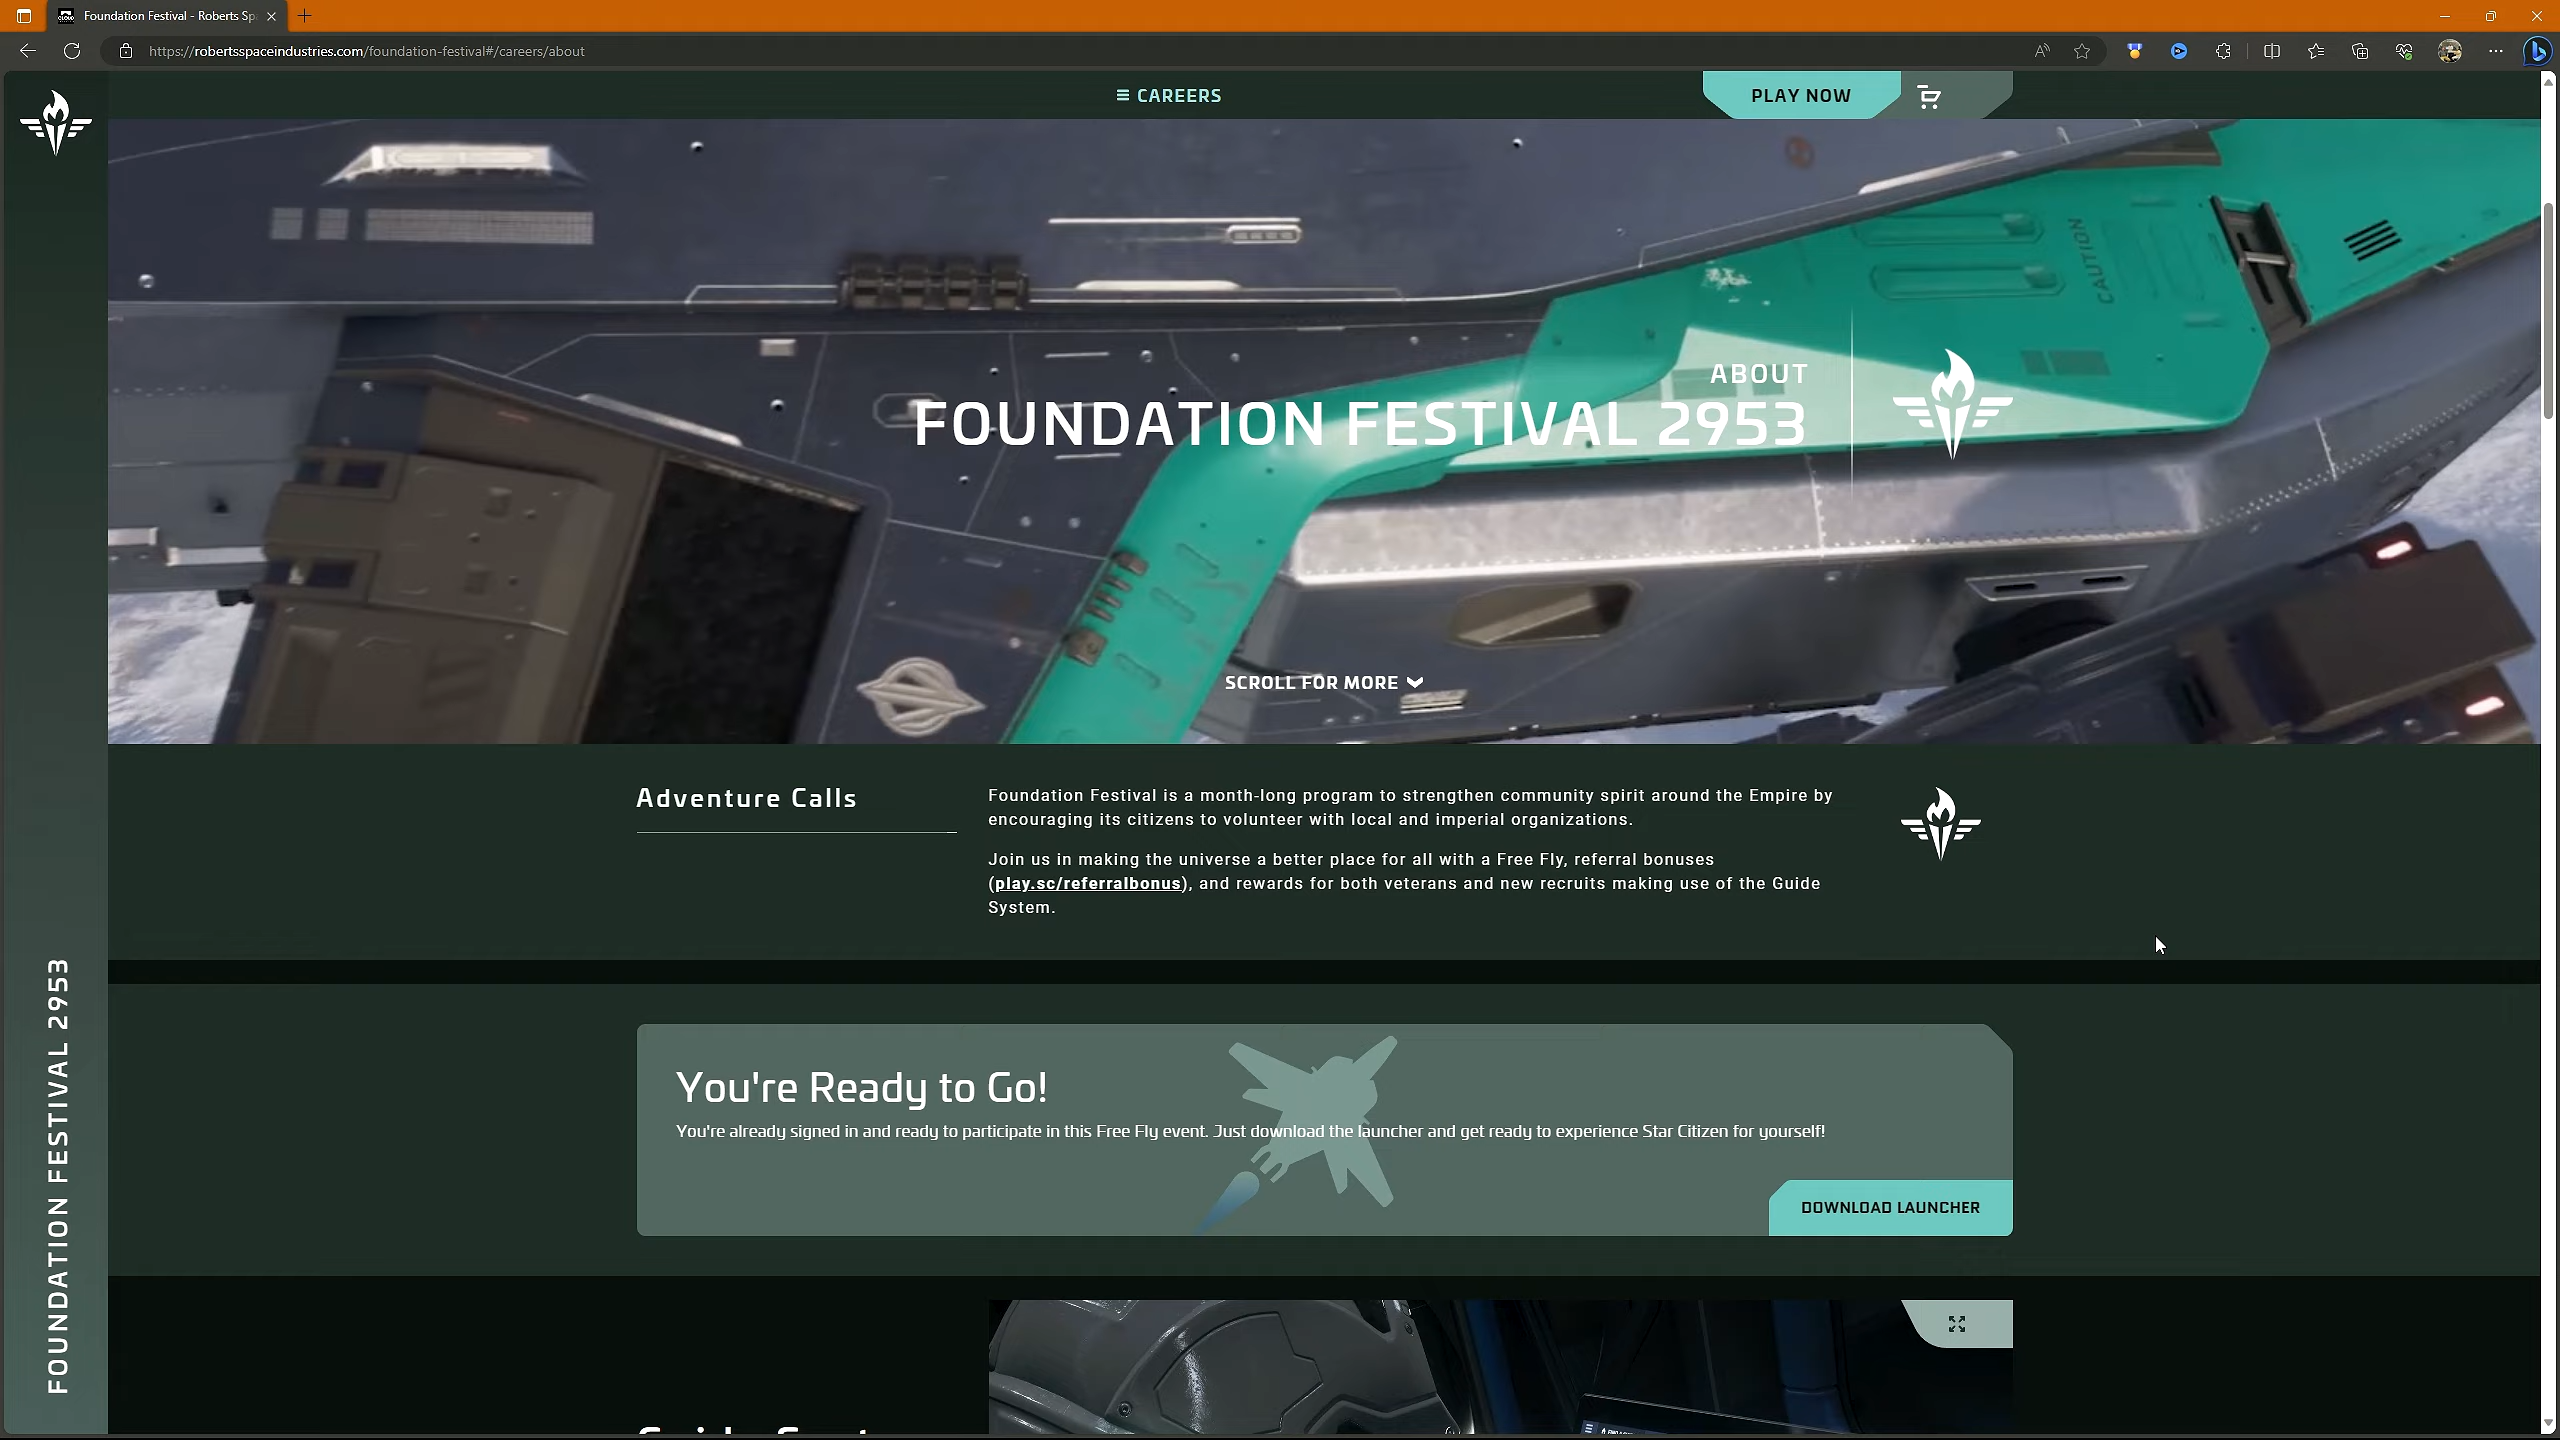 Foundation Festival - Roberts Sp
https://robertsspaceindustries.com/foundation-festival#/careers/about
CAREERS
PLAY NOW
CAUTION
ABOUT
FOUNDATION FESTIVAL 2953
SCROLL FOR MORE
Adventure Calls
Foundation Festival is a month-long program to strengthen community spirit around the Empire by
encouraging its citizens to volunteer with local and imperial organizations.
Join us in making the universe a better place for all with a Free Fly, referral bonuses
(play.sc/referralbonus), and rewards for both veterans and new recruits making use of the Guide
System.
FOUNDATION FESTIVAL 2953
You're Ready to Go!
You're already signed in and ready to participate in this Free Fly event. Just download the launcher and get ready to experience Star Citizen for yourself!
DOWNLOAD LAUNCHER